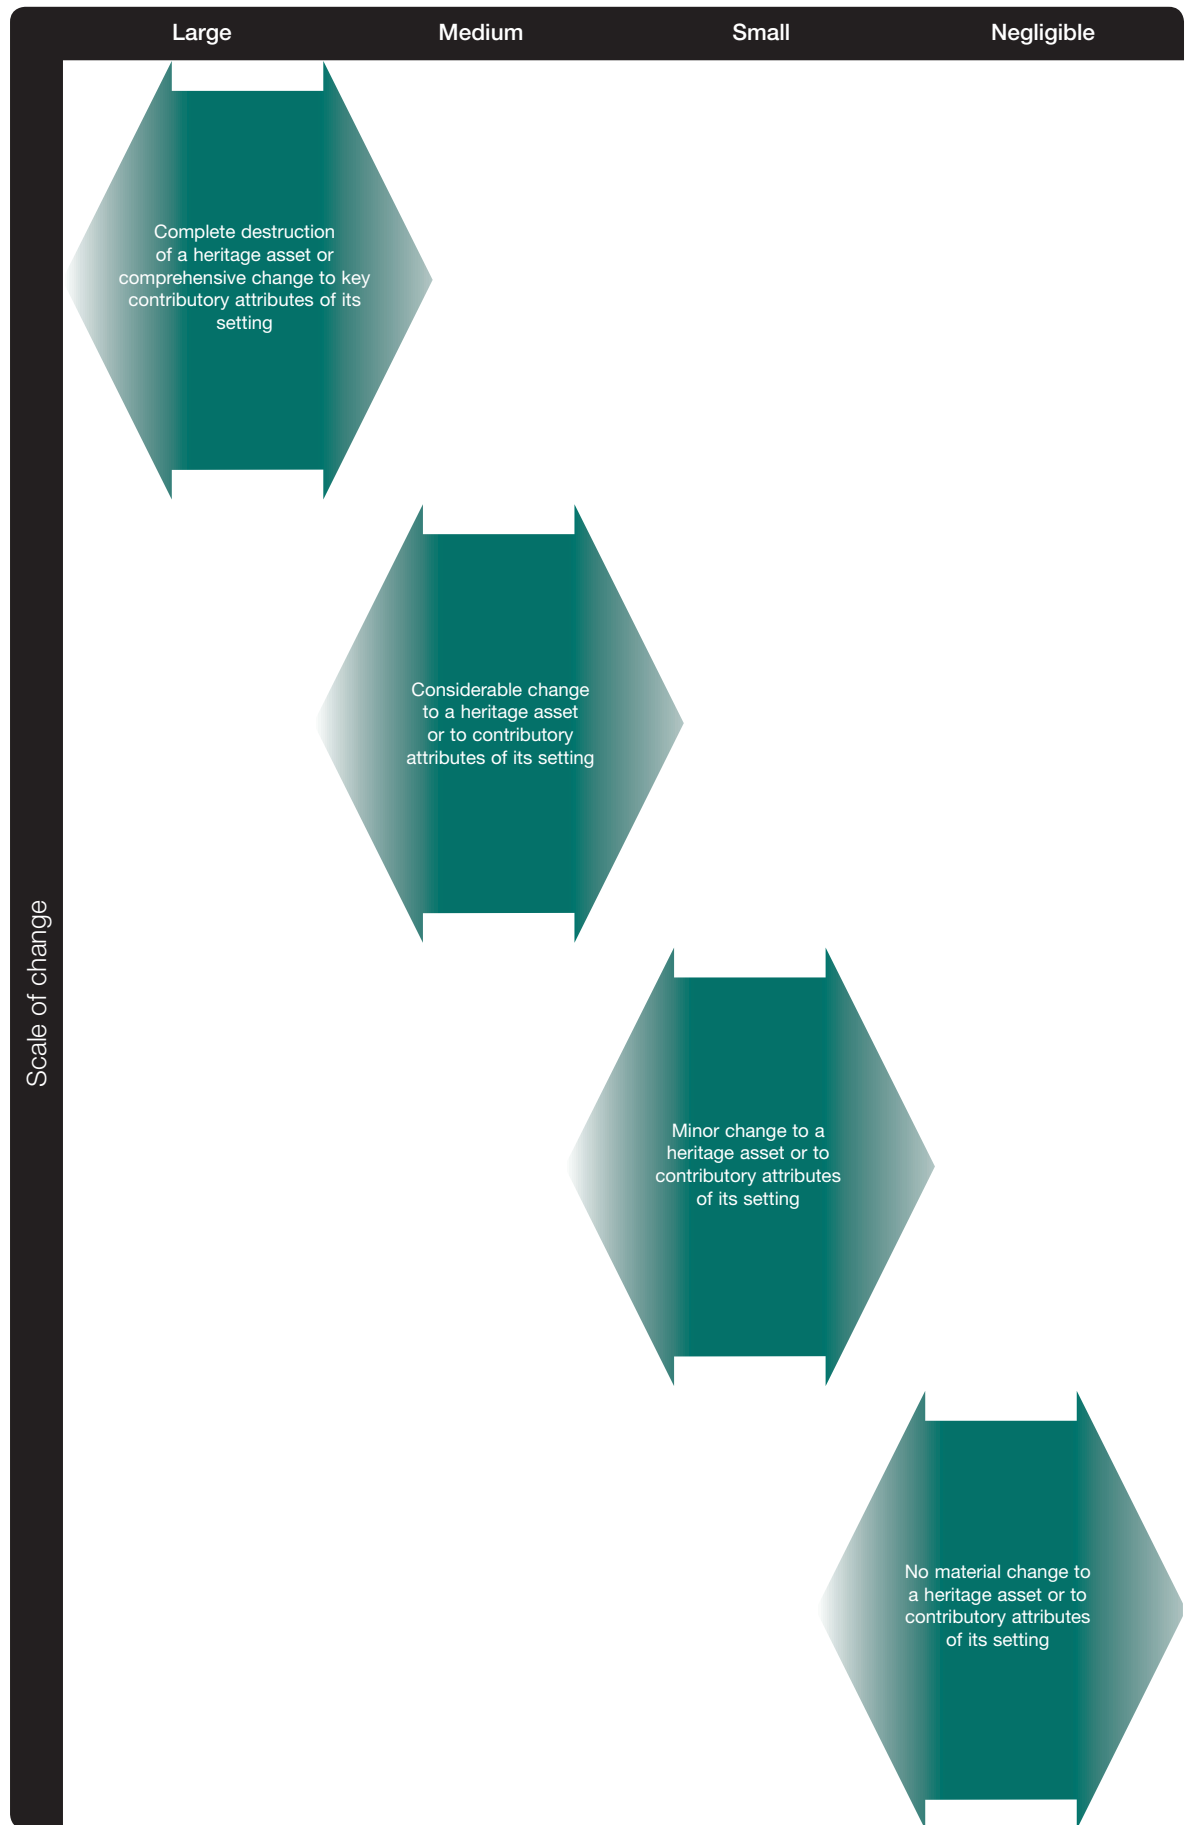 Large Medium Small Negligible
Complete destruction
of a heritage asset or
comprehensive change to key
contributory attributes of its
setting
Considerable change
to a heritage asset
or to contributory
attributes of its setting
Scale of change
Minor change to a
heritage asset or to
contributory attributes
of its setting
No material change to
a heritage asset or to
contributory attributes
of its setting